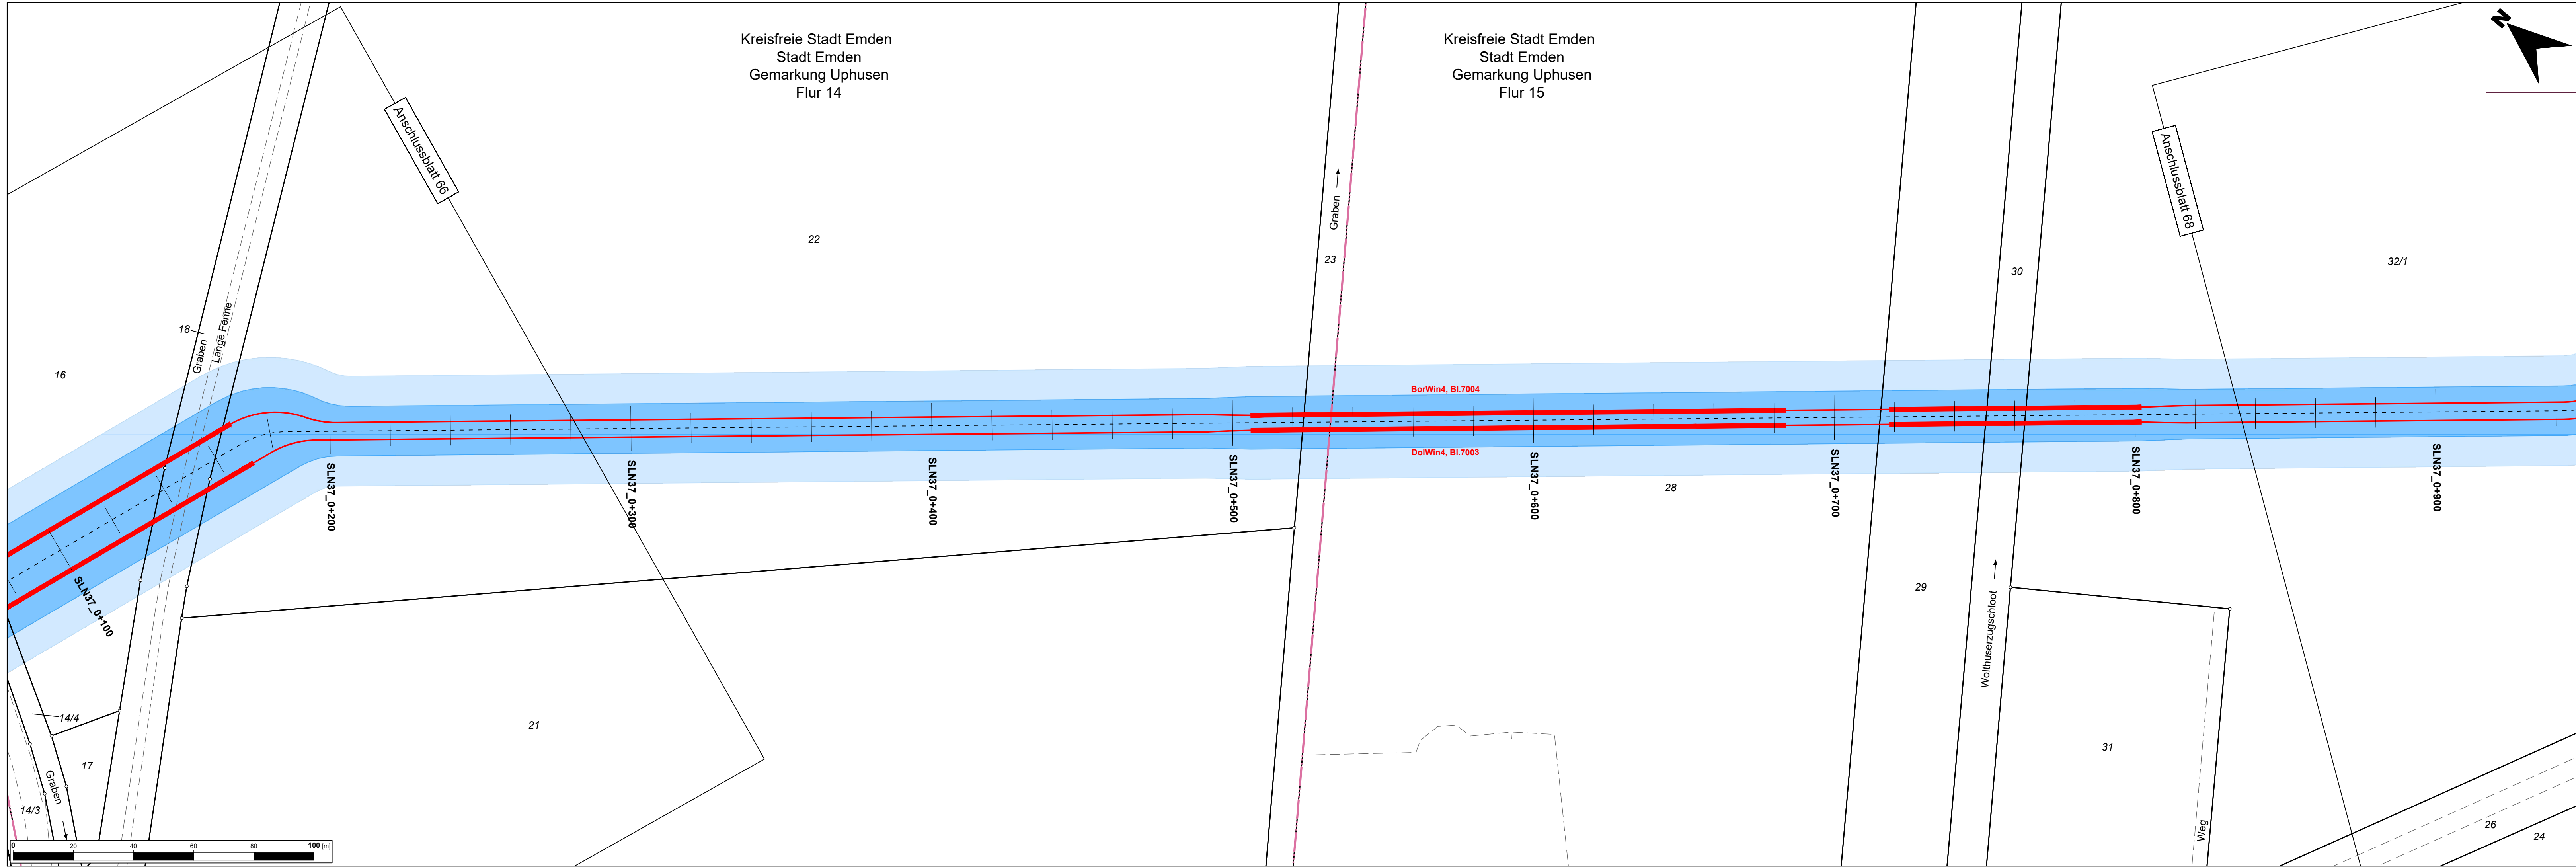 Kreisfreie Stadt Emden
Stadt Emden
Gemarkung Uphusen
Flur 14
Kreisfreie Stadt Emden
Stadt Emden
Gemarkung Uphusen
Flur 15
N
Anschlussblatt 66
Anschlussblatt 68
22
Graben
23
30
32/1
18
Graben
Lange Fenne
16
BorWin4, Bl.7004
DolWin4, Bl.7003
SLN37_0+100
SLN37_0+200
SLN37_0+300
SLN37_0+400
SLN37_0+500
SLN37_0+600
SLN37_0+700
SLN37_0+800
SLN37_0+900
28
29
Wolthuserzugschloot
14/4
21
31
17
Graben
14/3
Weg
26
24
0 20 40 60 80 100 [m]